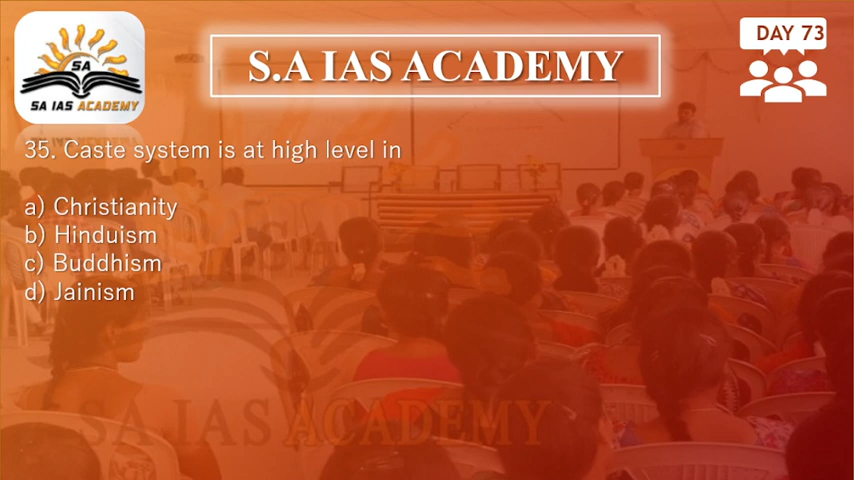 SA
SA IAS ACADEMY
S.A IAS ACADEMY
DAY 73
35. Caste system is at high level in
a) Christianity
b) Hinduism
c) Buddhism
d) Jainism
SA
SA IAS ACADEMY